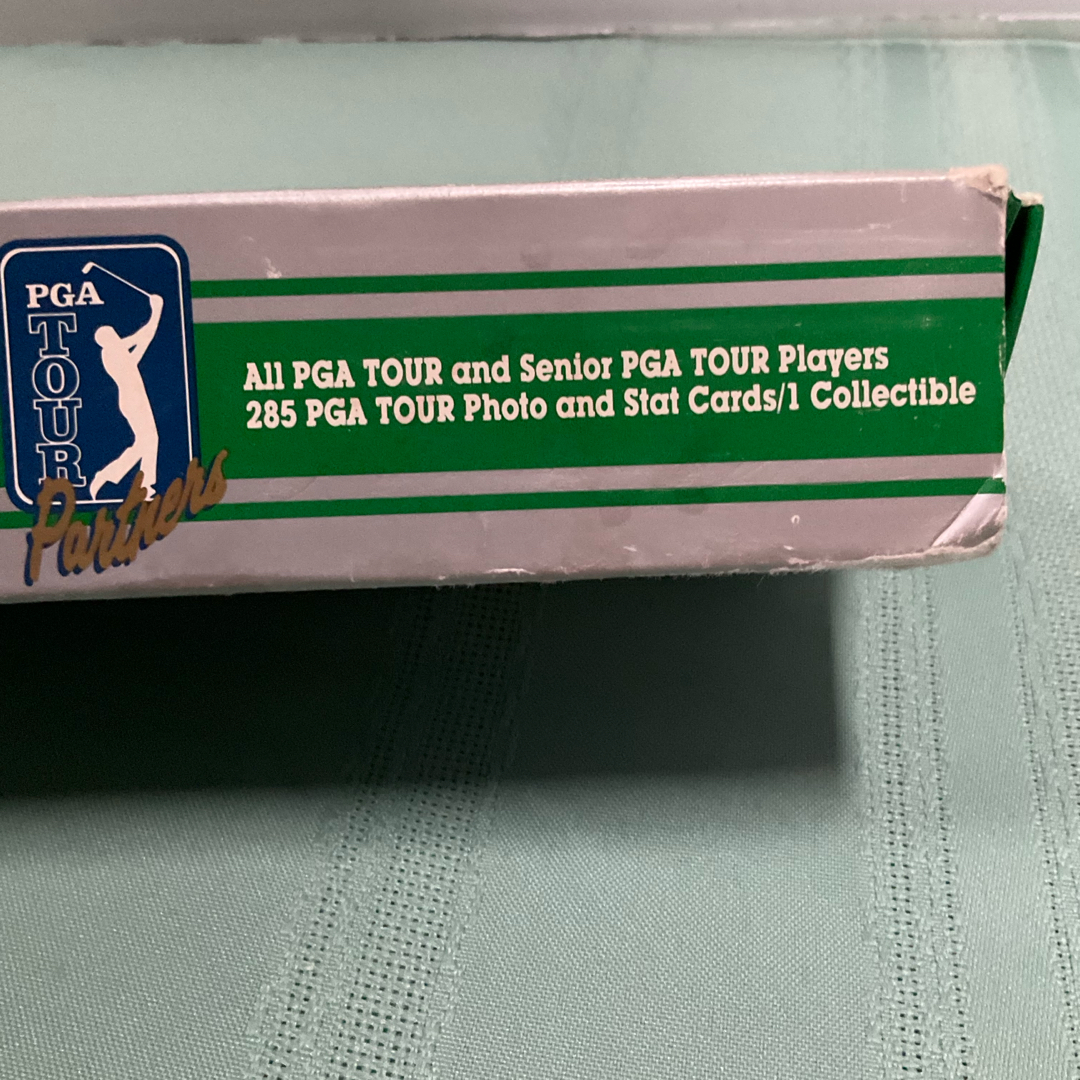 PGA
TOUR
Partners
All PGA TOUR and Senior PGA TOUR Players
285 PGA TOUR Photo and Stat Cards/1 Collectible